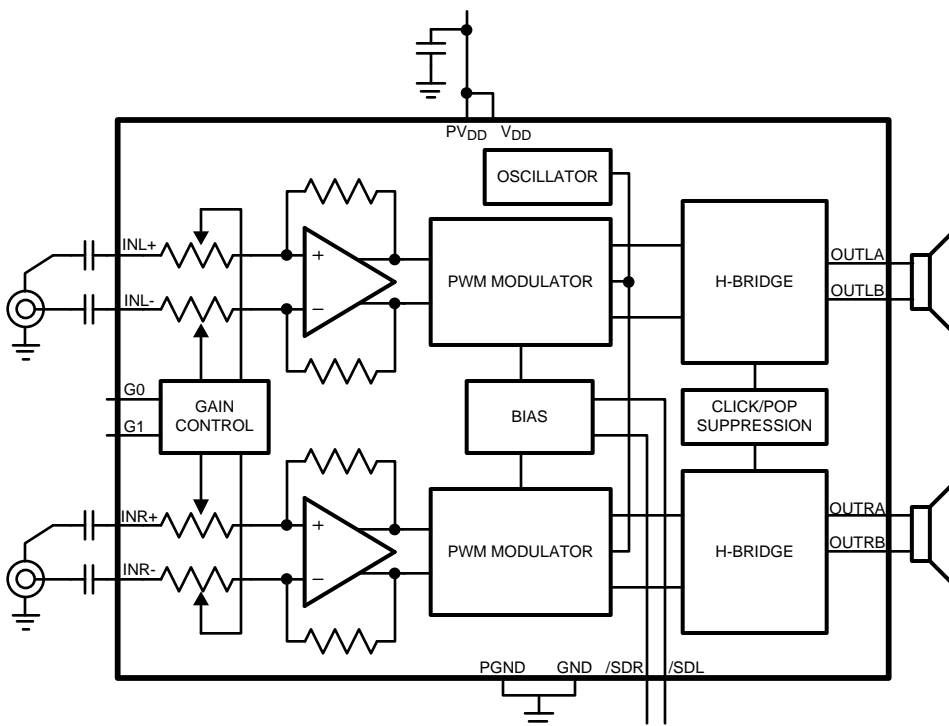 PVDD VDD
OSCILLATOR
INL+
+
PWM MODULATOR
H-BRIDGE
OUTLA
INL-
−
OUTLB
G0
GAIN
CONTROL
G1
BIAS
CLICK/POP
SUPPRESSION
INR+
+
PWM MODULATOR
H-BRIDGE
OUTRA
INR-
−
OUTRB
PGND GND /SDR /SDL